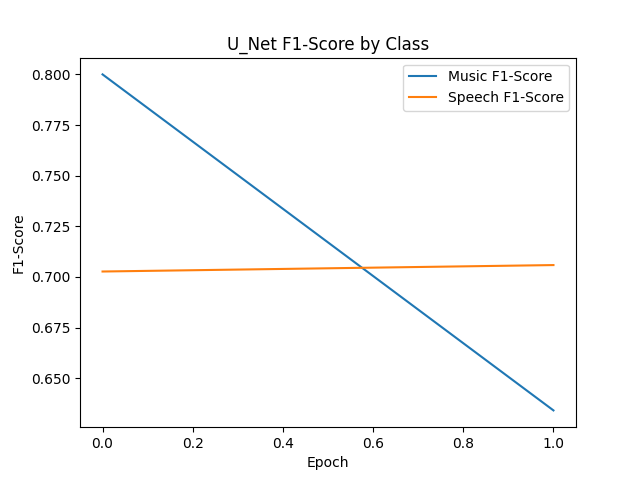 U_Net F1-Score by Class
Music F1-Score
Speech F1-Score
F1-Score
0.800
0.775
0.750
0.725
0.700
0.675
0.650
0.0 0.2 0.4 0.6 0.8 1.0
Epoch